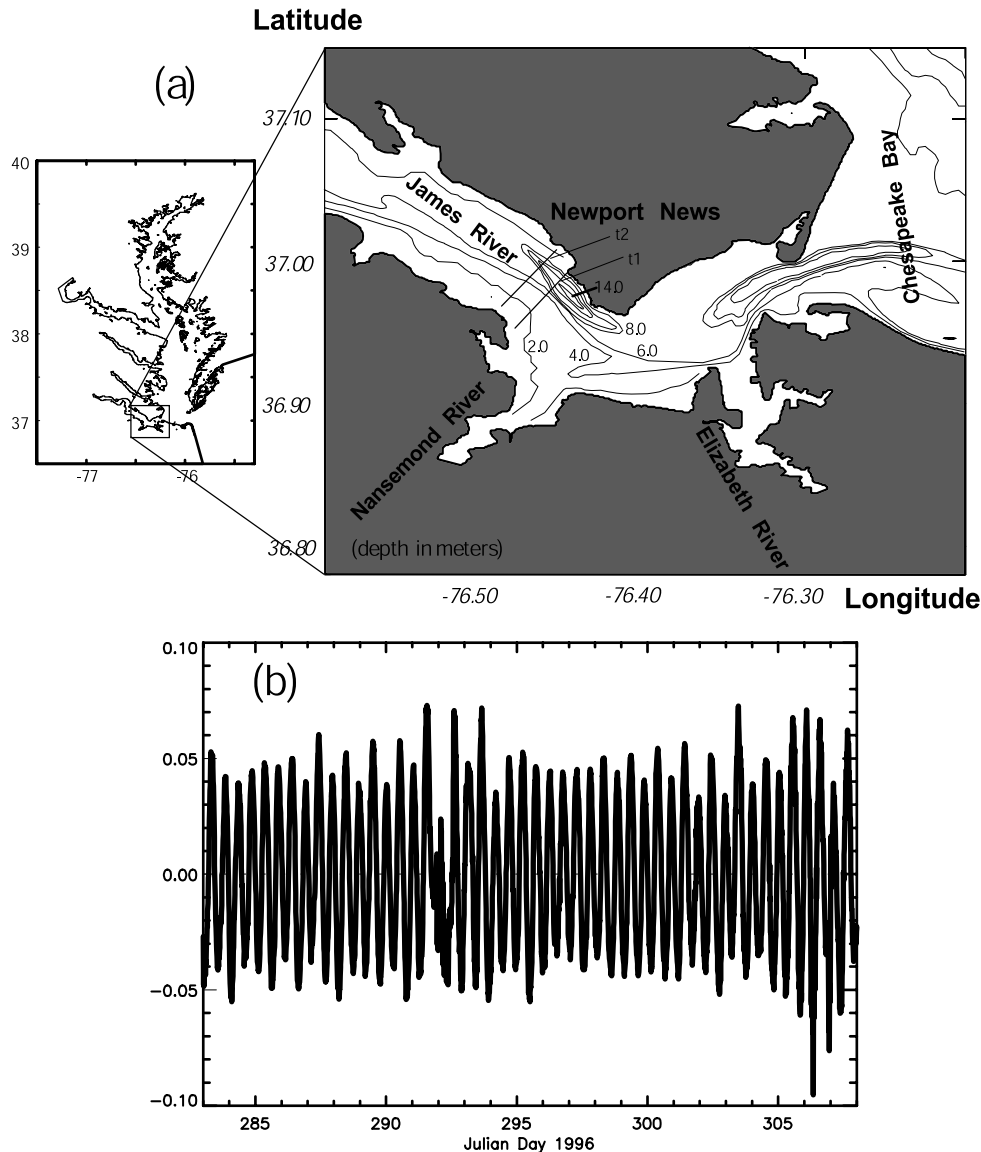 Latitude
(a)
37.10
Chesapeake Bay
40
James River
Newport News
t2
39
37.00
t1
14.0
38
8.0
2.0
4.0
6.0
37
36.90
Nansemond River
Elizabeth River
-77
-76
36.80
(depth in meters)
-76.50
-76.40
-76.30
Longitude
0.10
(b)
0.05
0.00
−0.05
−0.10
285
290
295
300
305
Julian Day 1996